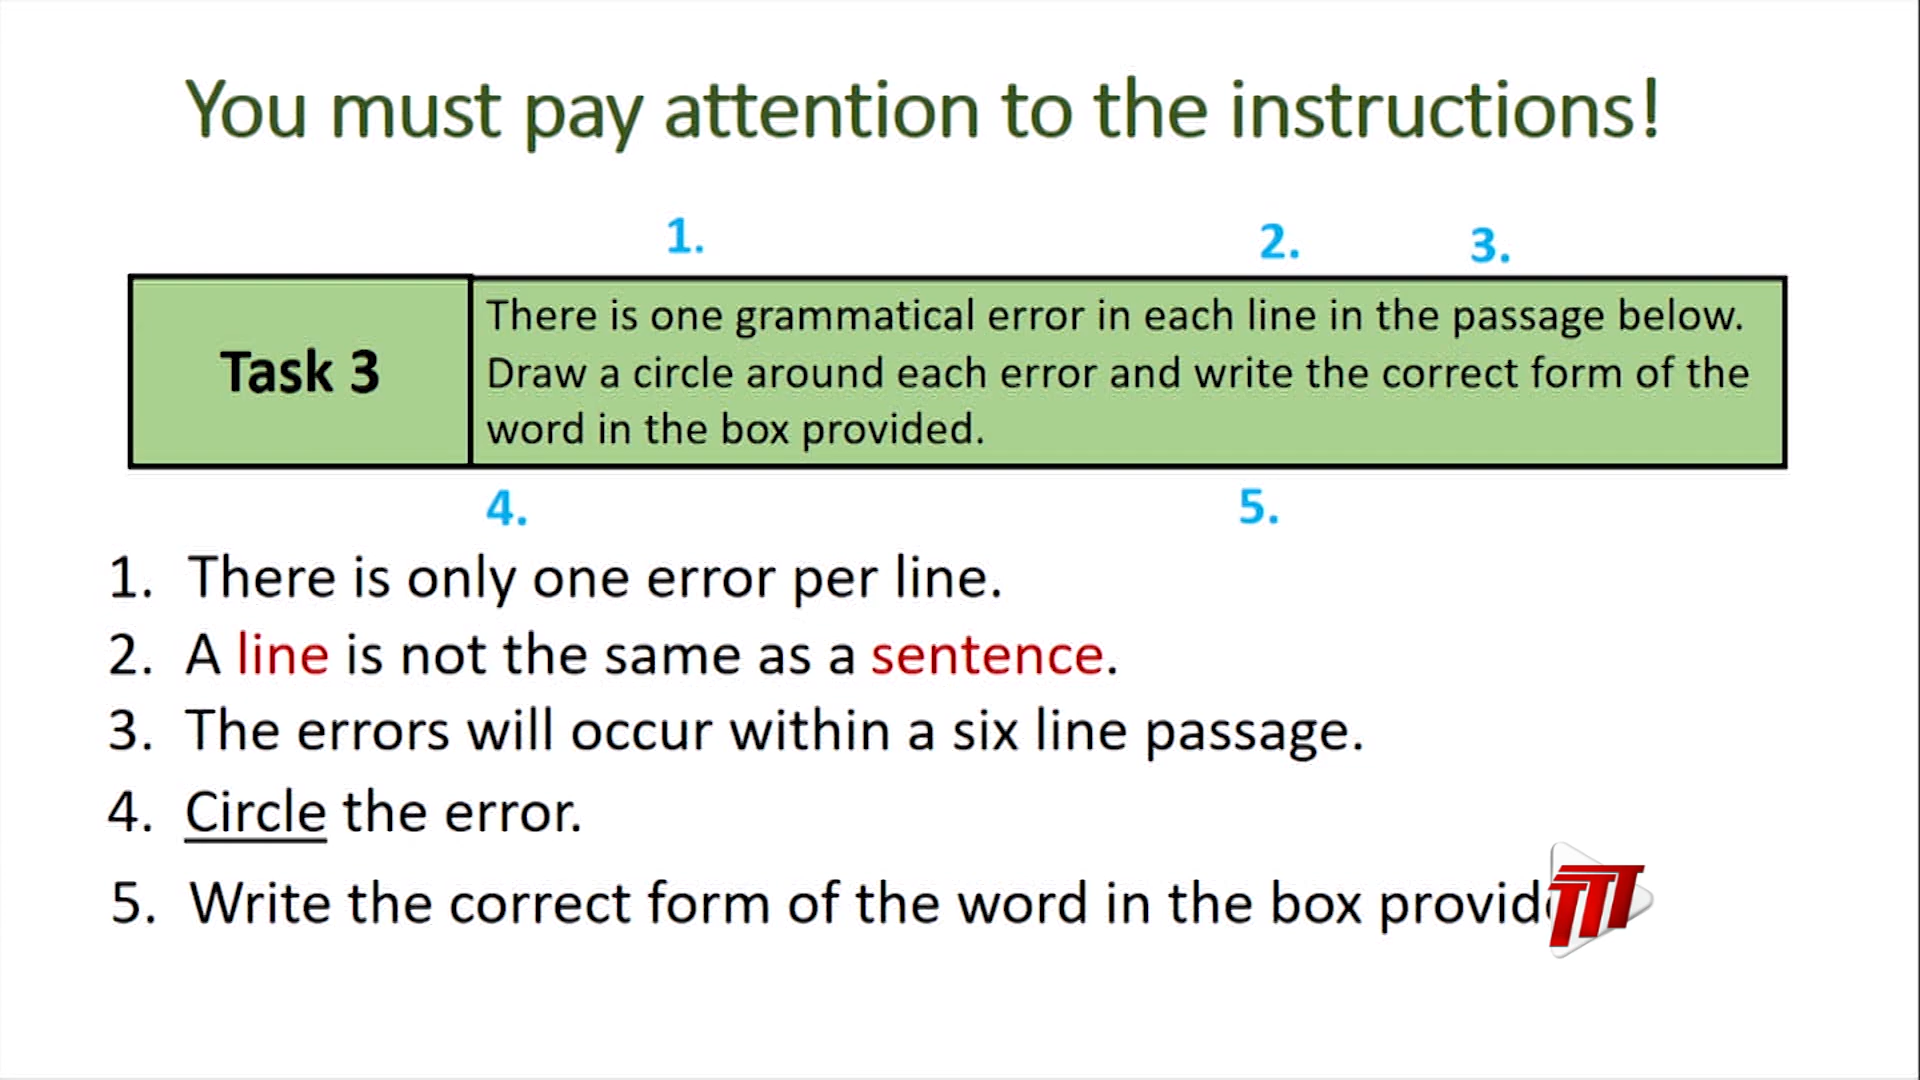 You must pay attention to the instructions!
1. 2. 3.
Task 3
There is one grammatical error in each line in the passage below.
Draw a circle around each error and write the correct form of the
word in the box provided.
4. 5.
1. There is only one error per line.
2. A line is not the same as a sentence.
3. The errors will occur within a six line passage.
4. Circle the error.
5. Write the correct form of the word in the box provid
TTT